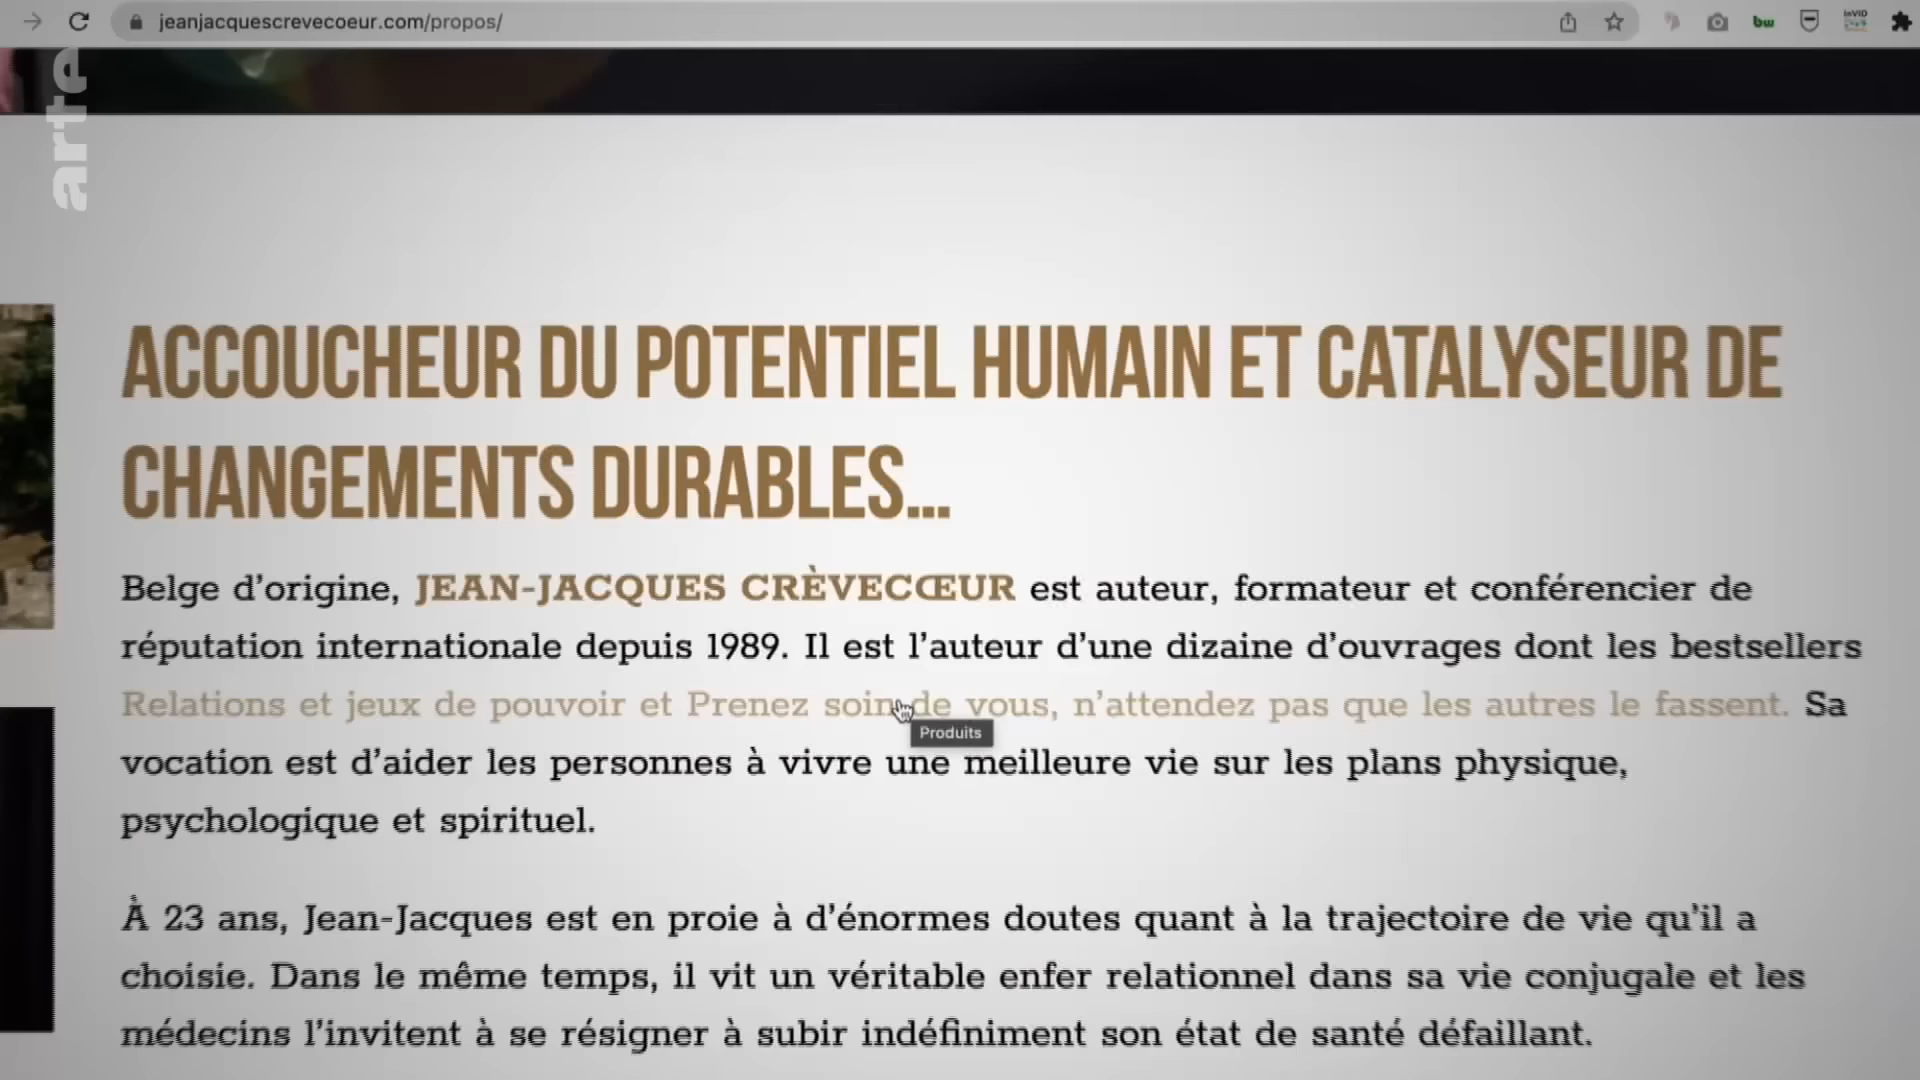 jeanjacquescrevecoeur.com/propos/
bw
InVID
arte
ACCOUCHEUR DU POTENTIEL HUMAIN ET CATALYSEUR DE
CHANGEMENTS DURABLES...
Belge d'origine, JEAN-JACQUES CRÈVECŒUR est auteur, formateur et conférencier de
réputation internationale depuis 1989. Il est l'auteur d'une dizaine d'ouvrages dont les bestsellers
Relations et jeux de pouvoir et Prenez soin de vous, n'attendez pas que les autres le fassent. Sa
Produits
vocation est d'aider les personnes à vivre une meilleure vie sur les plans physique,
psychologique et spirituel.
À 23 ans, Jean-Jacques est en proie à d'énormes doutes quant à la trajectoire de vie qu'il a
choisie. Dans le même temps, il vit un véritable enfer relationnel dans sa vie conjugale et les
médecins l'invitent à se résigner à subir indéfiniment son état de santé défaillant.